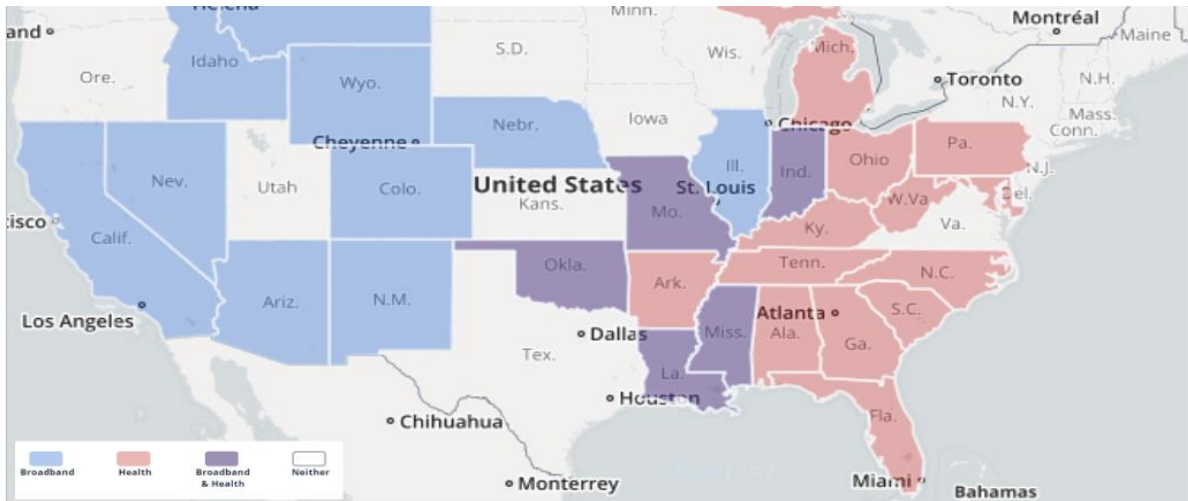 Helena
Minn.
Montréal
and
Maine
Ore.
Idaho
S.D.
Wis.
Mich.
Toronto
N.H.
Wyo.
N.Y.
Mass.
Conn.
Nebr.
Iowa
Chicago
Cheyenne
Pa.
Ohio
N.J.
Nev.
Utah
Colo.
United States
Kans.
Ill.
St. Louis
Ind.
W.Va
Del.
cisco
Calif.
Mo.
Ky.
Va.
Okla.
Tenn.
N.C.
Ariz.
N.M.
Ark.
S.C.
Los Angeles
Dallas
Miss.
Atlanta
Ala.
Ga.
Tex.
La.
Houston
Fla.
Chihuahua
Miami
Monterrey
Bahamas
Broadband
Health
Broadband
& Health
Neither